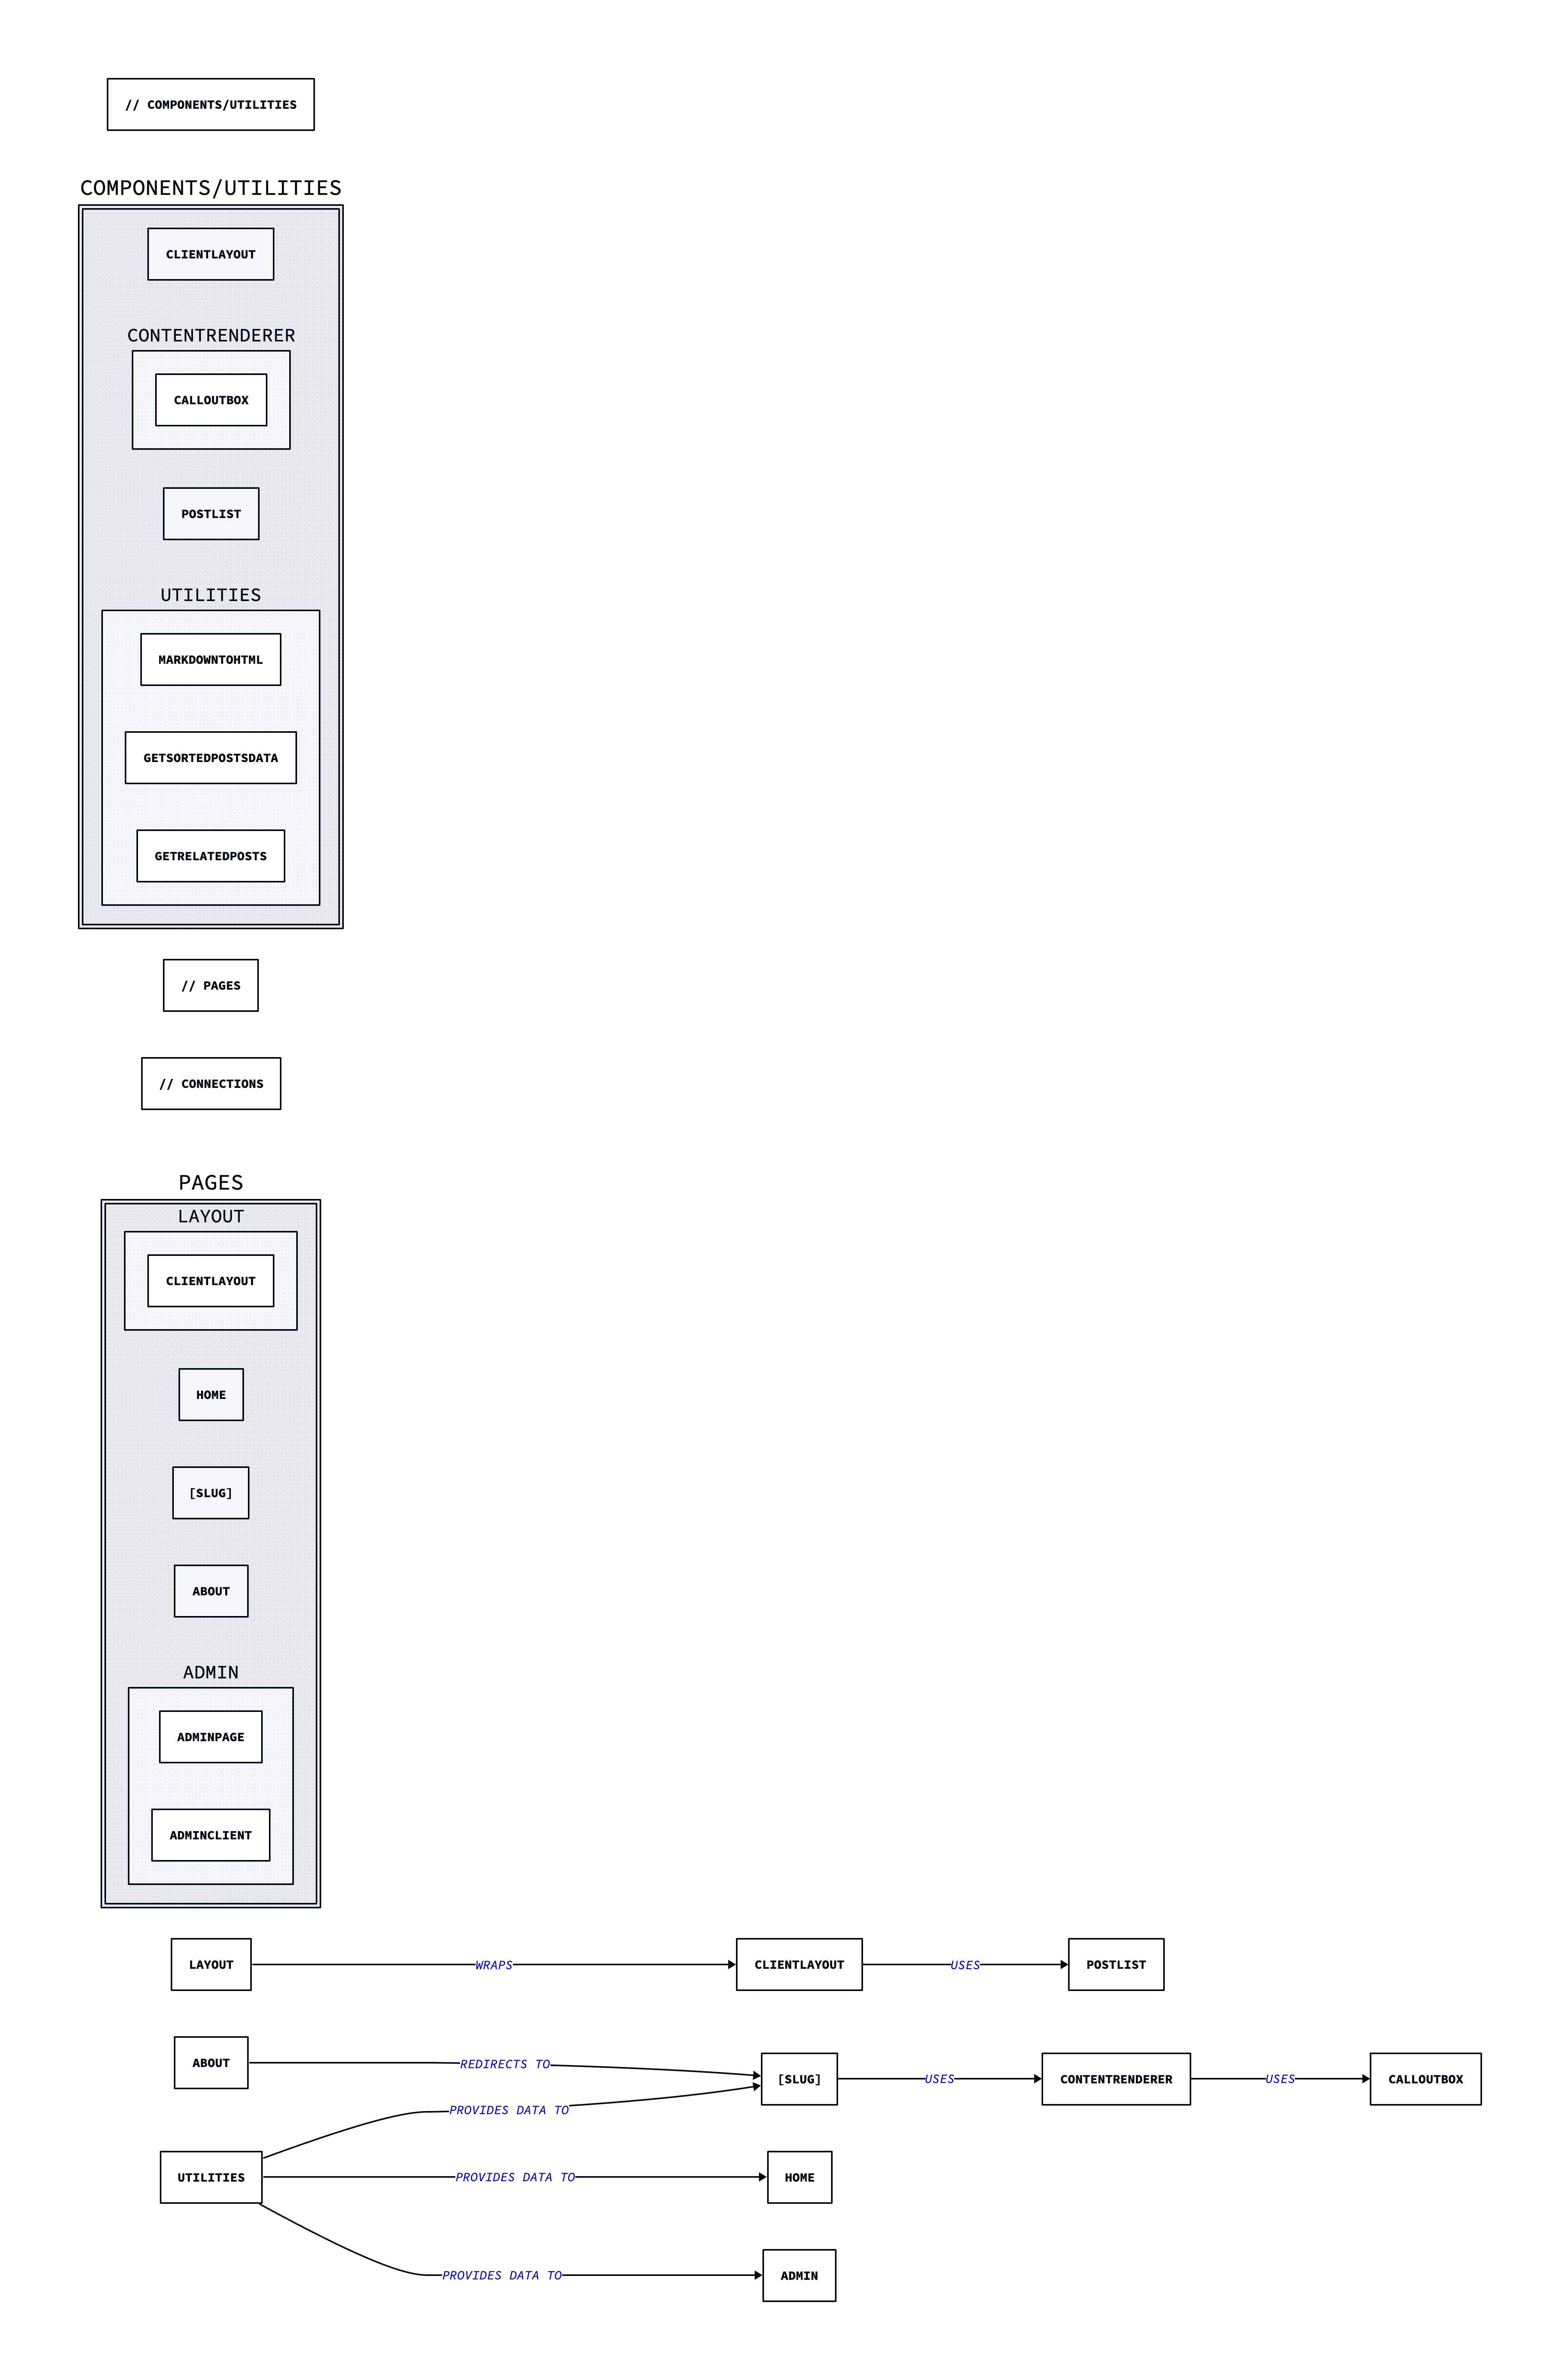 // COMPONENTS/UTILITIES
COMPONENTS/UTILITIES
CLIENTLAYOUT
CONTENTRENDERER
CALLOUTBOX
POSTLIST
UTILITIES
MARKDOWNTOHTML
GETSORTEDPOSTSDATA
GETRELATEDPOSTS
// PAGES
// CONNECTIONS
PAGES
LAYOUT
CLIENTLAYOUT
HOME
[SLUG]
ABOUT
ADMIN
ADMINPAGE
ADMINCLIENT
LAYOUT
WRAPS
CLIENTLAYOUT
USES
POSTLIST
ABOUT
REDIRECTS TO
[SLUG]
USES
CONTENTRENDERER
USES
CALLOUTBOX
PROVIDES DATA TO
UTILITIES
PROVIDES DATA TO
HOME
PROVIDES DATA TO
ADMIN